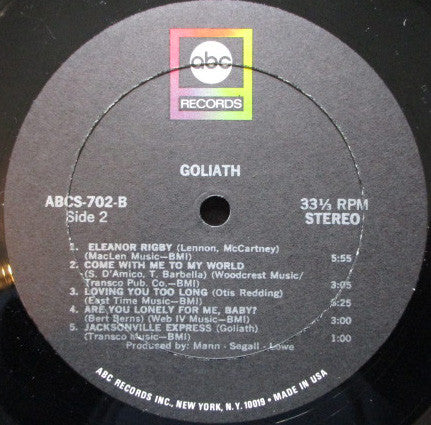 abc
RECORDS
GOLIATH
ABCS-702-B
Side 2
33⅓ RPM
STEREO
1. ELEANOR RIGBY (Lennon, McCartney)
(MacLen Music—BMI) 5:55
2. COME WITH ME TO MY WORLD
(S. D'Amico, T. Barbella) (Woodcrest Music/
Transco Pub. Co.—BMI) 3:05
3. LOVING YOU TOO LONG (Otis Redding)
(East Time Music—BMI) 5:25
4. ARE YOU LONELY FOR ME, BABY?
(Bert Berns) (Web IV Music—BMI) 3:00
5. JACKSONVILLE EXPRESS (Goliath)
(Transco Music—BMI) 1:00
Produced by: Mann - Segall - Lowe
ABC RECORDS INC., NEW YORK, N.Y. 10019 • MADE IN USA